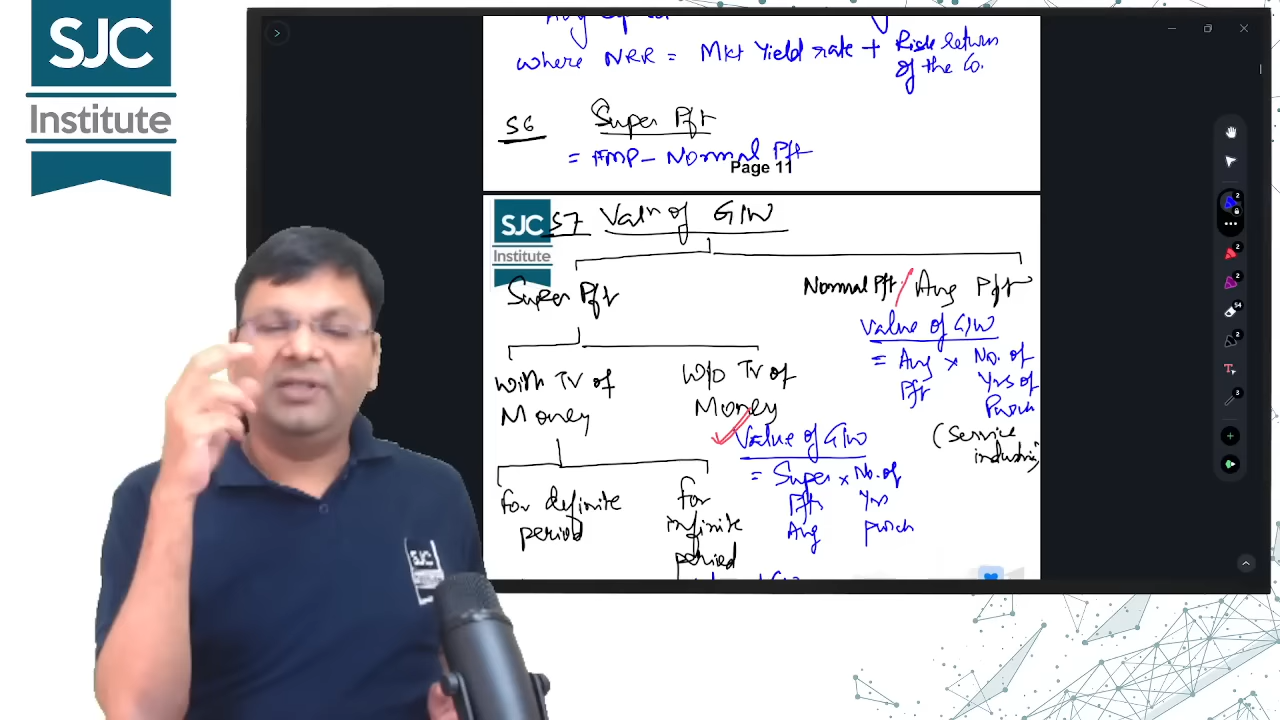 SJC
Institute
where NRR = Mkt Yield rate + Risk Return
of the Co.
S6 Super Pft
= FMP - Normal Pft
Page 11
SJC
Institute
S7 Valn of G/W
Super Pft
Normal Pft / Avg Pft
Value of G/W
= Avg Pft × No. of Yrs of Purch
(Service industry)
With TV of Money
W/o TV of Money
Value of G/W
= Super Pft × No. of Yrs
Avg purch
for definite period
for infinite period
SJC
Institute